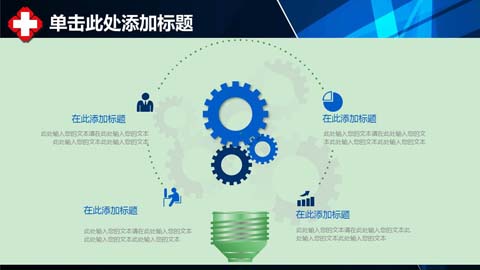 单击此处添加标题
在此添加标题
此处输入您的文本请在此处输入您的文本
此处输入您的文本此处输入您的文本
在此添加标题
此处输入您的文本请在此处输入您的文
本此处输入您的文本此处输入您的文本
在此添加标题
此处输入您的文本请在此处输入您的文本
此处输入您的文本此处输入您的文本
在此添加标题
此处输入您的文本请在此处输入您的文本此
处输入您的文本此处输入您的文本